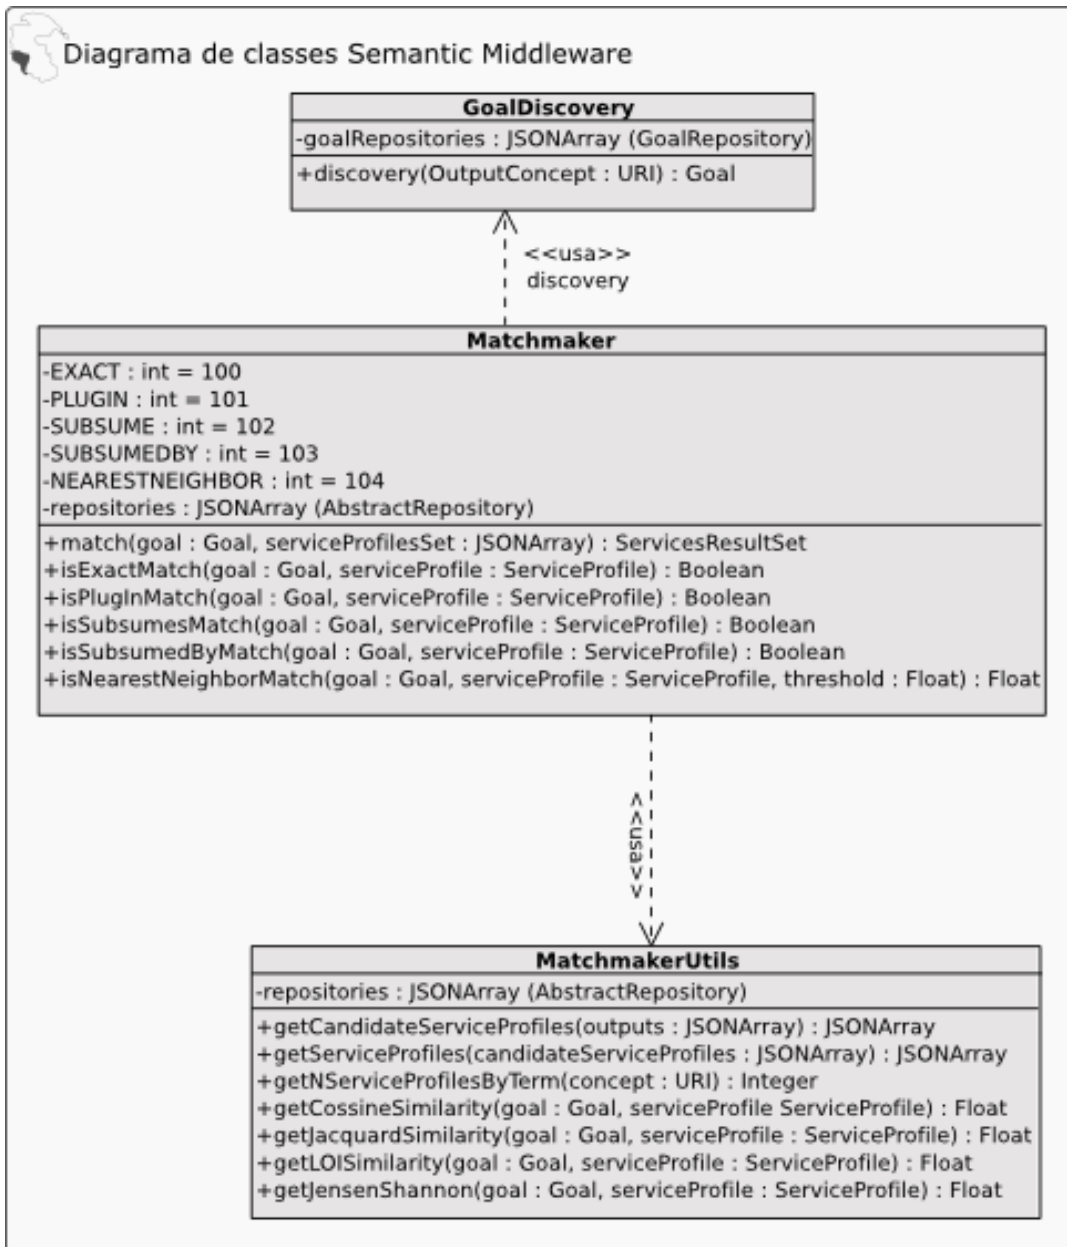 Diagrama de classes Semantic Middleware
GoalDiscovery
-goalRepositories : JSONArray (GoalRepository)
+discovery(OutputConcept : URI) : Goal
<<usa>>
discovery
Matchmaker
-EXACT : int = 100
-PLUGIN : int = 101
-SUBSUME : int = 102
-SUBSUMEDBY : int = 103
-NEARESTNEIGHBOR : int = 104
-repositories : JSONArray (AbstractRepository)
+match(goal : Goal, serviceProfilesSet : JSONArray) : ServicesResultSet
+isExactMatch(goal : Goal, serviceProfile : ServiceProfile) : Boolean
+isPlugInMatch(goal : Goal, serviceProfile : ServiceProfile) : Boolean
+isSubsumesMatch(goal : Goal, serviceProfile : ServiceProfile) : Boolean
+isSubsumedByMatch(goal : Goal, serviceProfile : ServiceProfile) : Boolean
+isNearestNeighborMatch(goal : Goal, serviceProfile : ServiceProfile, threshold : Float) : Float
<<usa>>
MatchmakerUtils
-repositories : JSONArray (AbstractRepository)
+getCandidateServiceProfiles(outputs : JSONArray) : JSONArray
+getServiceProfiles(candidateServiceProfiles : JSONArray) : JSONArray
+getNServiceProfilesByTerm(concept : URI) : Integer
+getCossineSimilarity(goal : Goal, serviceProfile ServiceProfile) : Float
+getJacquardSimilarity(goal : Goal, serviceProfile : ServiceProfile) : Float
+getLOISimilarity(goal : Goal, serviceProfile : ServiceProfile) : Float
+getJensenShannon(goal : Goal, serviceProfile : ServiceProfile) : Float